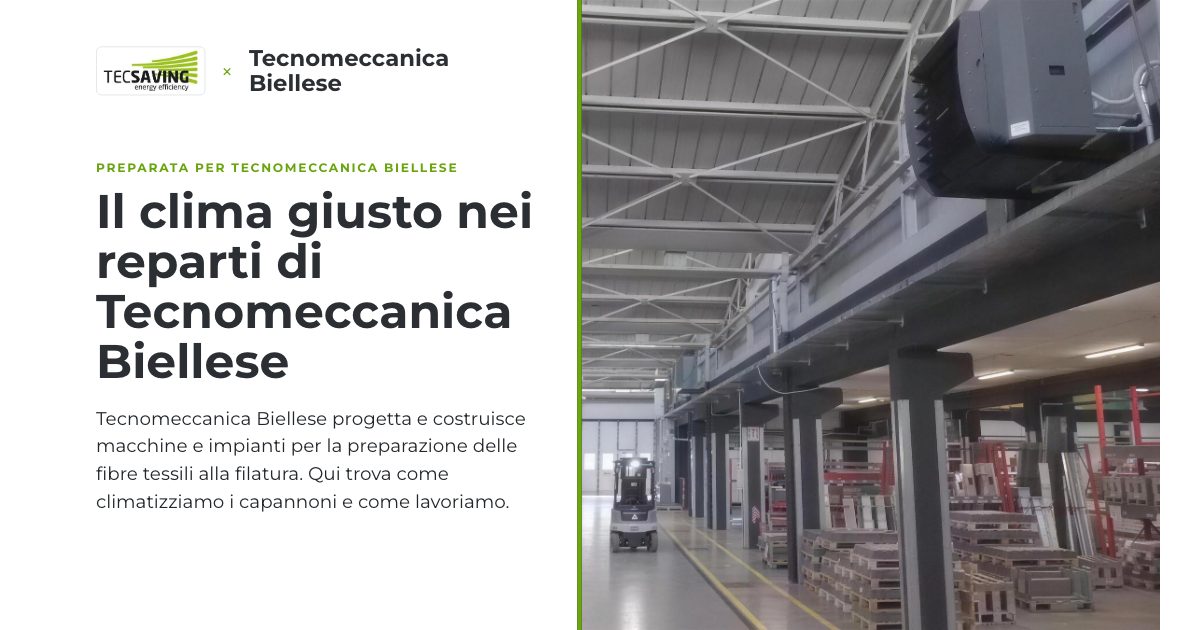 TECSAVING
energy efficiency
×
Tecnomeccanica
Biellese
PREPARATA PER TECNOMECCANICA BIELLESE
Il clima giusto nei
reparti di
Tecnomeccanica
Biellese
Tecnomeccanica Biellese progetta e costruisce
macchine e impianti per la preparazione delle
fibre tessili alla filatura. Qui trova come
climatizziamo i capannoni e come lavoriamo.